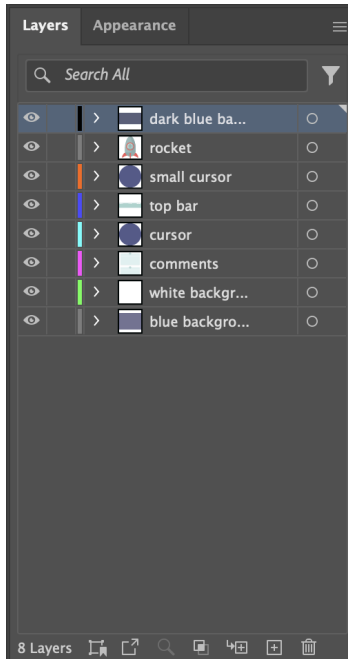 Layers Appearance
Search All
dark blue ba...
rocket
small cursor
top bar
cursor
comments
white backgr...
blue backgro...
8 Layers